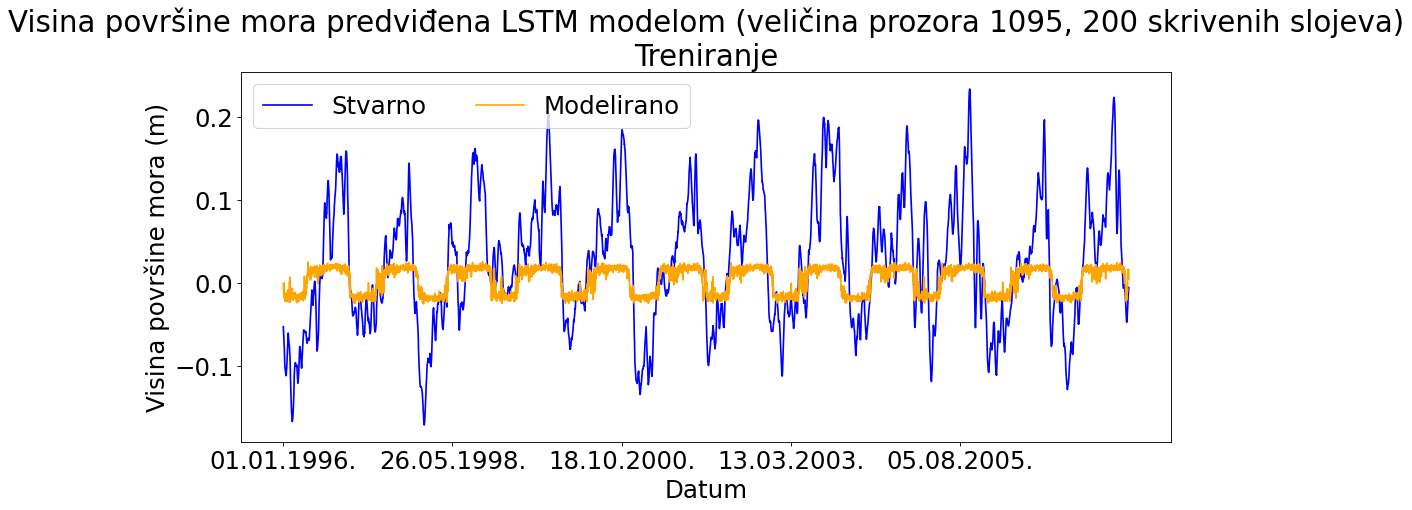 Visina površine mora predviđena LSTM modelom (veličina prozora 1095, 200 skrivenih slojeva)
Treniranje
Stvarno
Modelirano
Visina površine mora (m)
0.2
0.1
0.0
−0.1
01.01.1996.
26.05.1998.
18.10.2000.
13.03.2003.
05.08.2005.
Datum